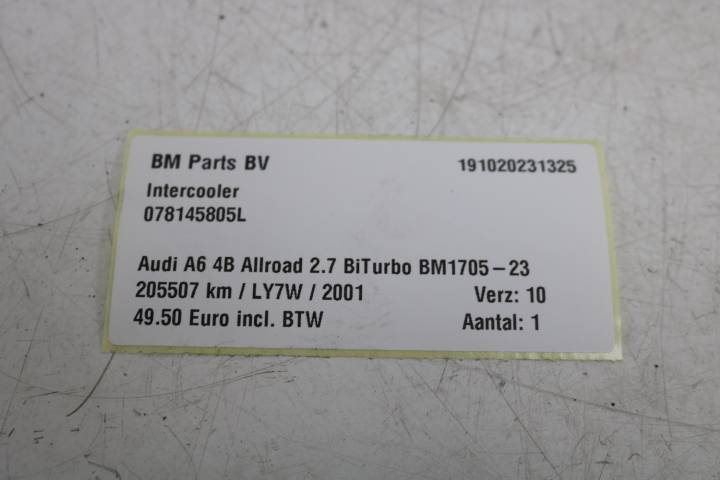 BM Parts BV 191020231325
Intercooler
078145805L
Audi A6 4B Allroad 2.7 BiTurbo BM1705-23
205507 km / LY7W / 2001 Verz: 10
49.50 Euro incl. BTW Aantal: 1